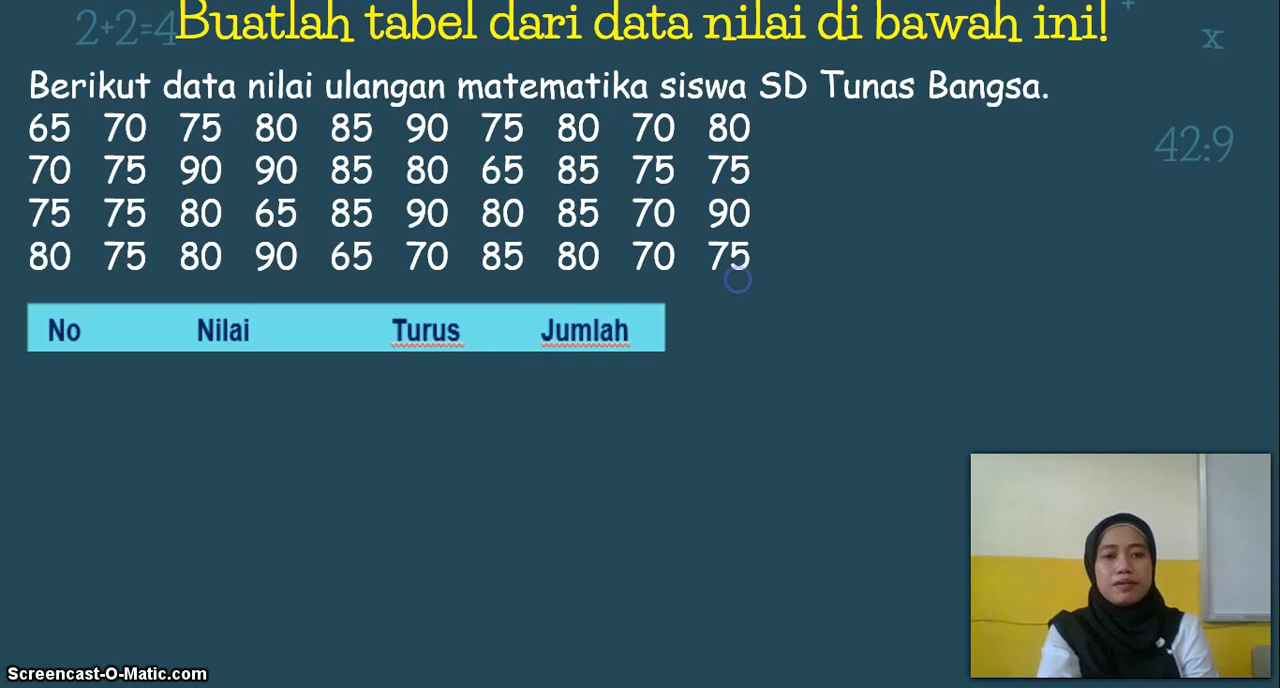 2+2=4
Buatlah tabel dari data nilai di bawah ini!
+
x
Berikut data nilai ulangan matematika siswa SD Tunas Bangsa.
65 70 75 80 85 90 75 80 70 80
42:9
70 75 90 90 85 80 65 85 75 75
75 75 80 65 85 90 80 85 70 90
80 75 80 90 65 70 85 80 70 75
No Nilai Turus Jumlah
Screencast-O-Matic.com